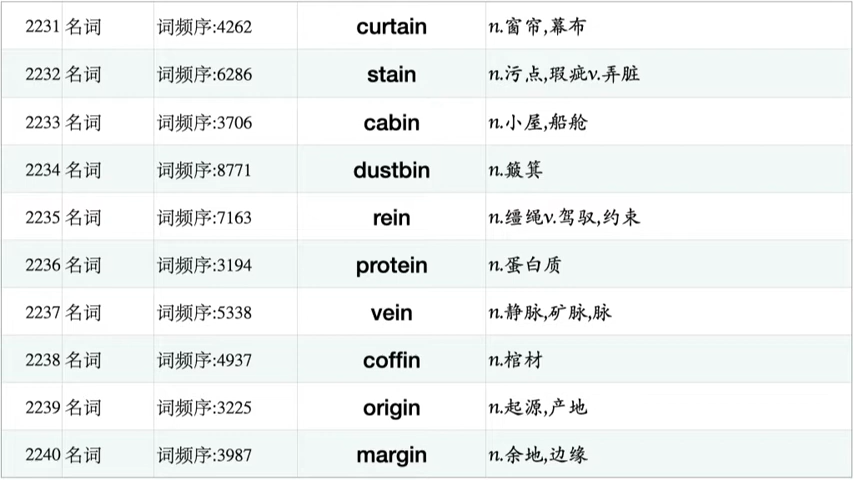 2231 名词 词频序:4262 curtain n.窗帘,幕布
2232 名词 词频序:6286 stain n.污点,瑕疵v.弄脏
2233 名词 词频序:3706 cabin n.小屋,船舱
2234 名词 词频序:8771 dustbin n.簸箕
2235 名词 词频序:7163 rein n.缰绳v.驾驭,约束
2236 名词 词频序:3194 protein n.蛋白质
2237 名词 词频序:5338 vein n.静脉,矿脉,脉
2238 名词 词频序:4937 coffin n.棺材
2239 名词 词频序:3225 origin n.起源,产地
2240 名词 词频序:3987 margin n.余地,边缘